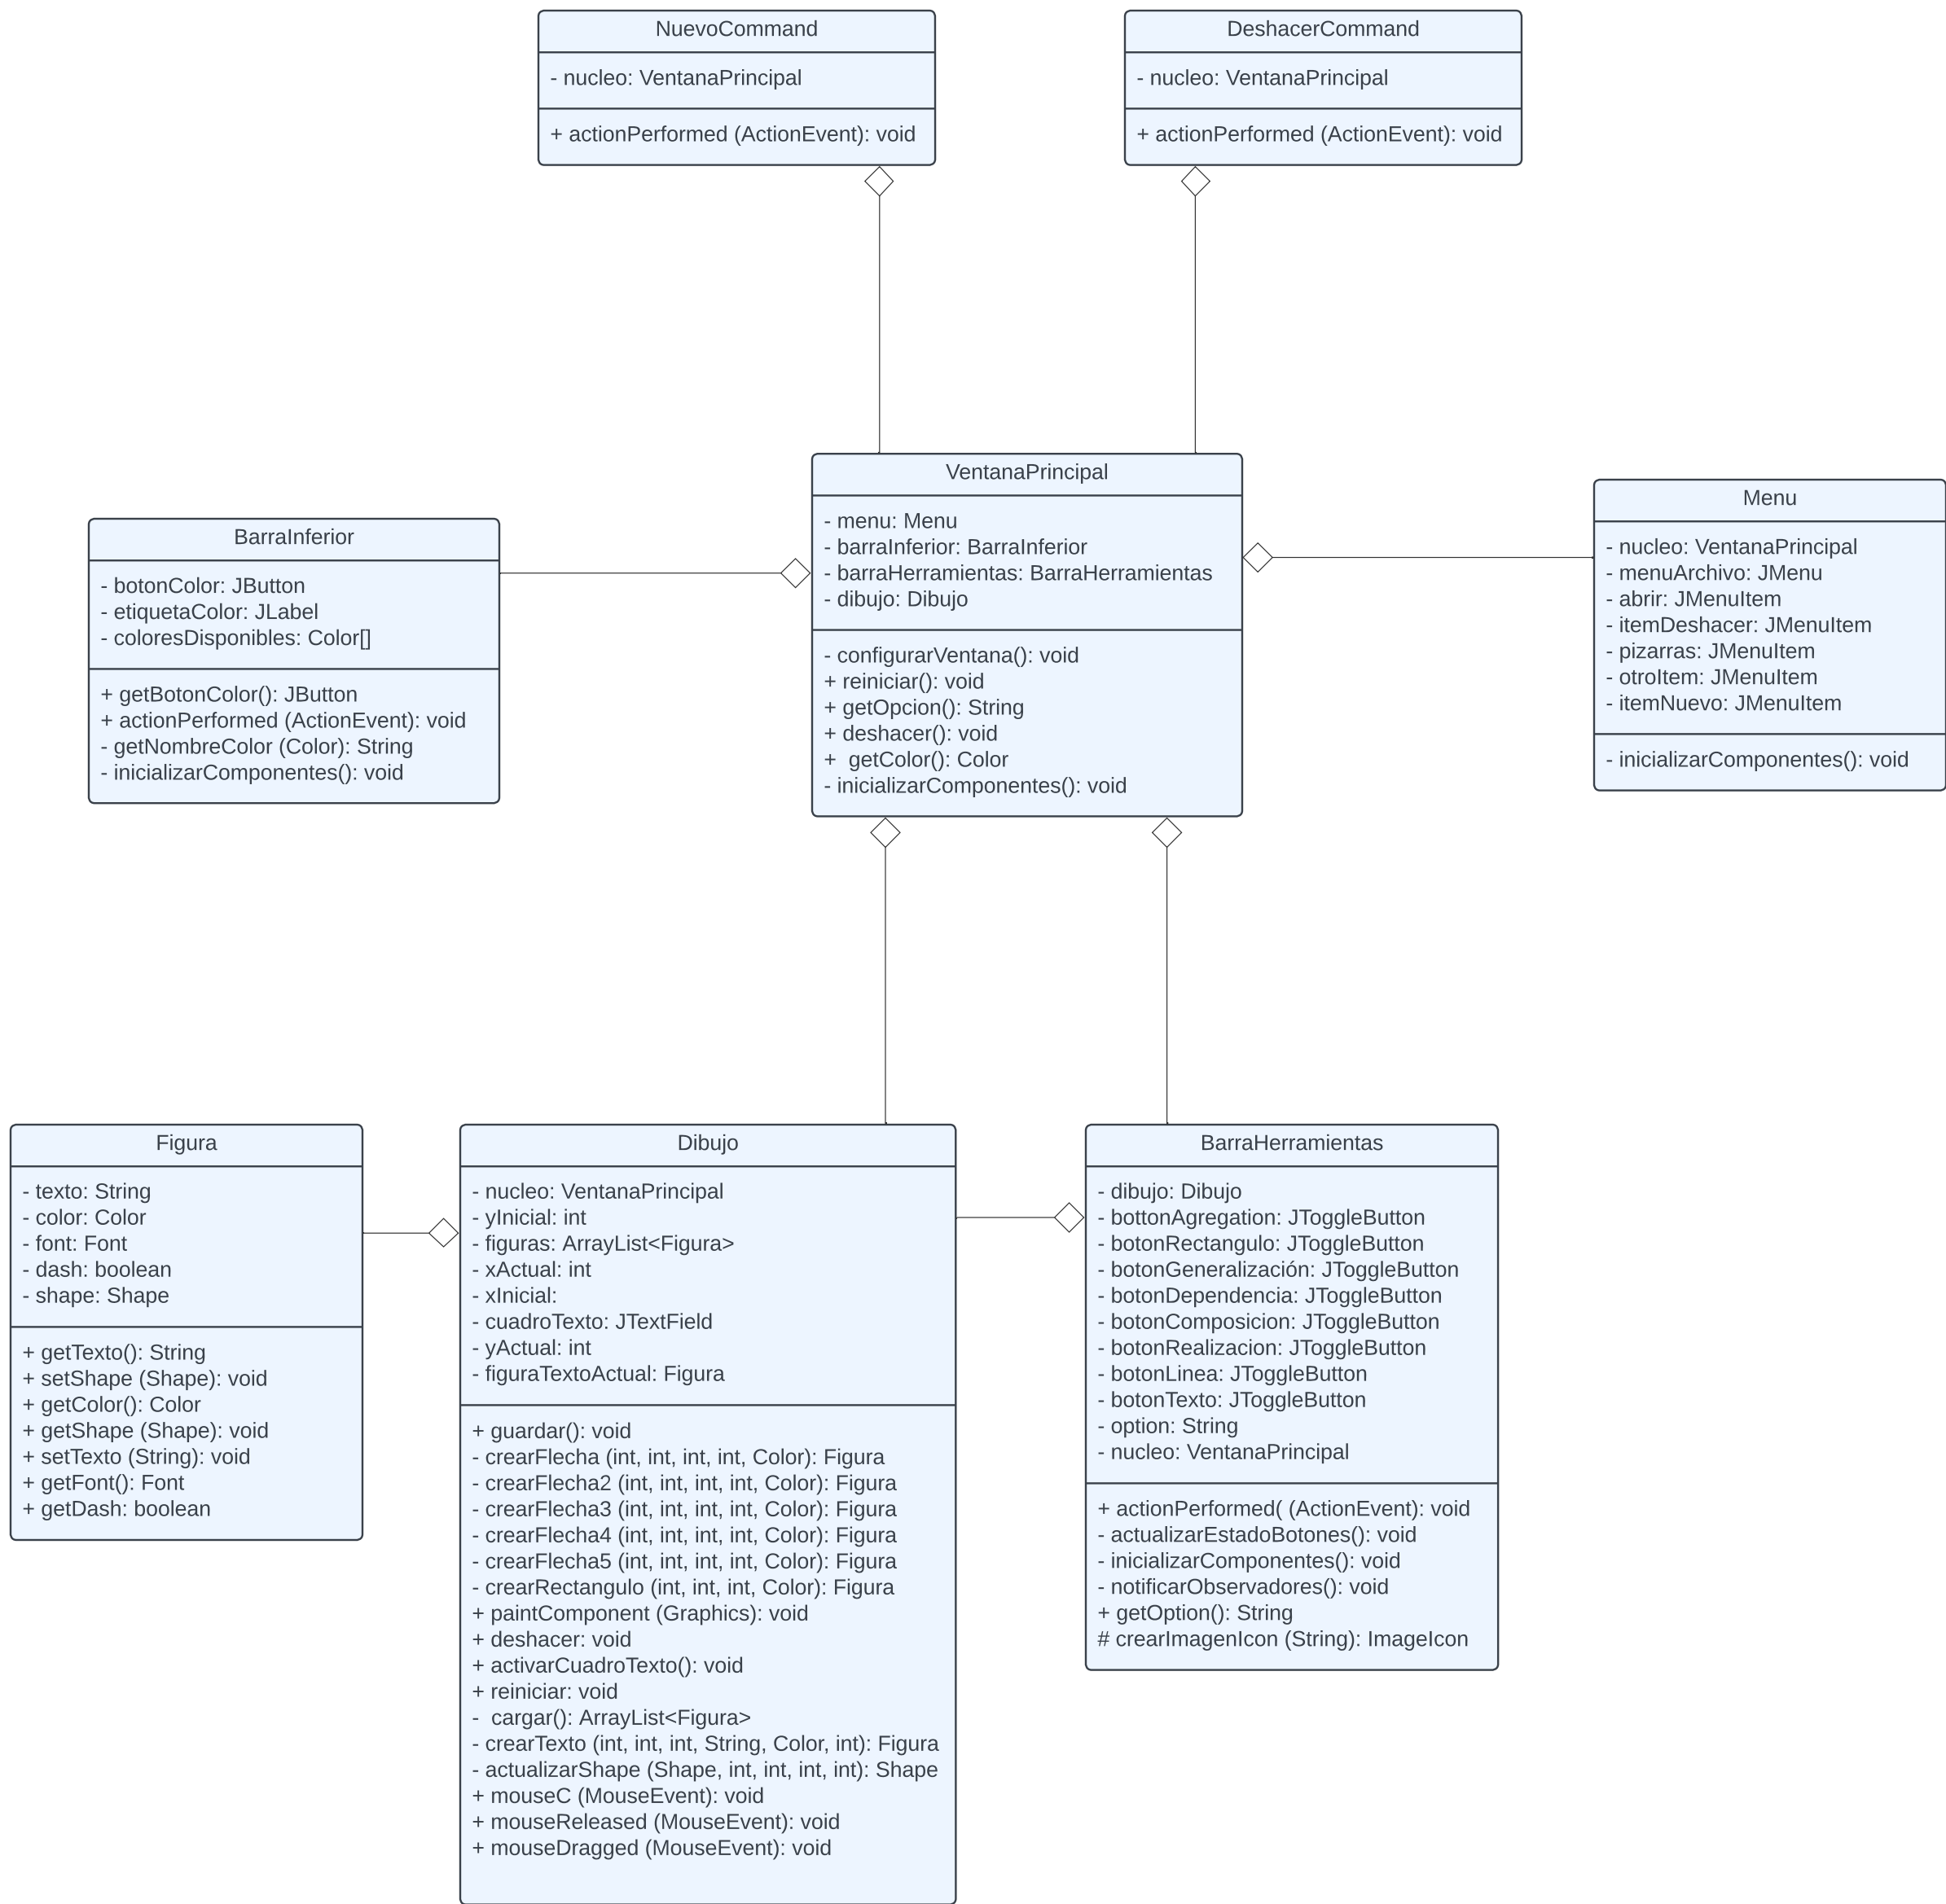 NuevoCommand
- nucleo: VentanaPrincipal
+ actionPerformed (ActionEvent): void
DeshacerCommand
- nucleo: VentanaPrincipal
+ actionPerformed (ActionEvent): void
BarraInferior
- botonColor: JButton
- etiquetaColor: JLabel
- coloresDisponibles: Color[]
+ getBotonColor(): JButton
+ actionPerformed (ActionEvent): void
- getNombreColor (Color): String
- inicializarComponentes(): void
VentanaPrincipal
- menu: Menu
- barraInferior: BarraInferior
- barraHerramientas: BarraHerramientas
- dibujo: Dibujo
- configurarVentana(): void
+ reiniciar(): void
+ getOpcion(): String
+ deshacer(): void
+  getColor(): Color
- inicializarComponentes(): void
Menu
- nucleo: VentanaPrincipal
- menuArchivo: JMenu
- abrir: JMenuItem
- itemDeshacer: JMenuItem
- pizarras: JMenuItem
- otroItem: JMenuItem
- itemNuevo: JMenuItem
- inicializarComponentes(): void
Figura
- texto: String
- color: Color
- font: Font
- dash: boolean
- shape: Shape
+ getTexto(): String
+ setShape (Shape): void
+ getColor(): Color
+ getShape (Shape): void
+ setTexto (String): void
+ getFont(): Font
+ getDash: boolean
Dibujo
- nucleo: VentanaPrincipal
- yInicial: int
- figuras: ArrayList<Figura>
- xActual: int
- xInicial:
- cuadroTexto: JTextField
- yActual: int
- figuraTextoActual: Figura
+ guardar(): void
- crearFlecha (int, int, int, int, Color): Figura
- crearFlecha2 (int, int, int, int, Color): Figura
- crearFlecha3 (int, int, int, int, Color): Figura
- crearFlecha4 (int, int, int, int, Color): Figura
- crearFlecha5 (int, int, int, int, Color): Figura
- crearRectangulo (int, int, int, Color): Figura
+ paintComponent (Graphics): void
+ deshacer: void
+ activarCuadroTexto(): void
+ reiniciar: void
-  cargar(): ArrayList<Figura>
- crearTexto (int, int, int, String, Color, int): Figura
- actualizarShape (Shape, int, int, int, int): Shape
+ mouseC (MouseEvent): void
+ mouseReleased (MouseEvent): void
+ mouseDragged (MouseEvent): void
BarraHerramientas
- dibujo: Dibujo
- bottonAgregation: JToggleButton
- botonRectangulo: JToggleButton
- botonGeneralización: JToggleButton
- botonDependencia: JToggleButton
- botonComposicion: JToggleButton
- botonRealizacion: JToggleButton
- botonLinea: JToggleButton
- botonTexto: JToggleButton
- option: String
- nucleo: VentanaPrincipal
+ actionPerformed( (ActionEvent): void
- actualizarEstadoBotones(): void
- inicializarComponentes(): void
- notificarObservadores(): void
+ getOption(): String
# crearImagenIcon (String): ImageIcon